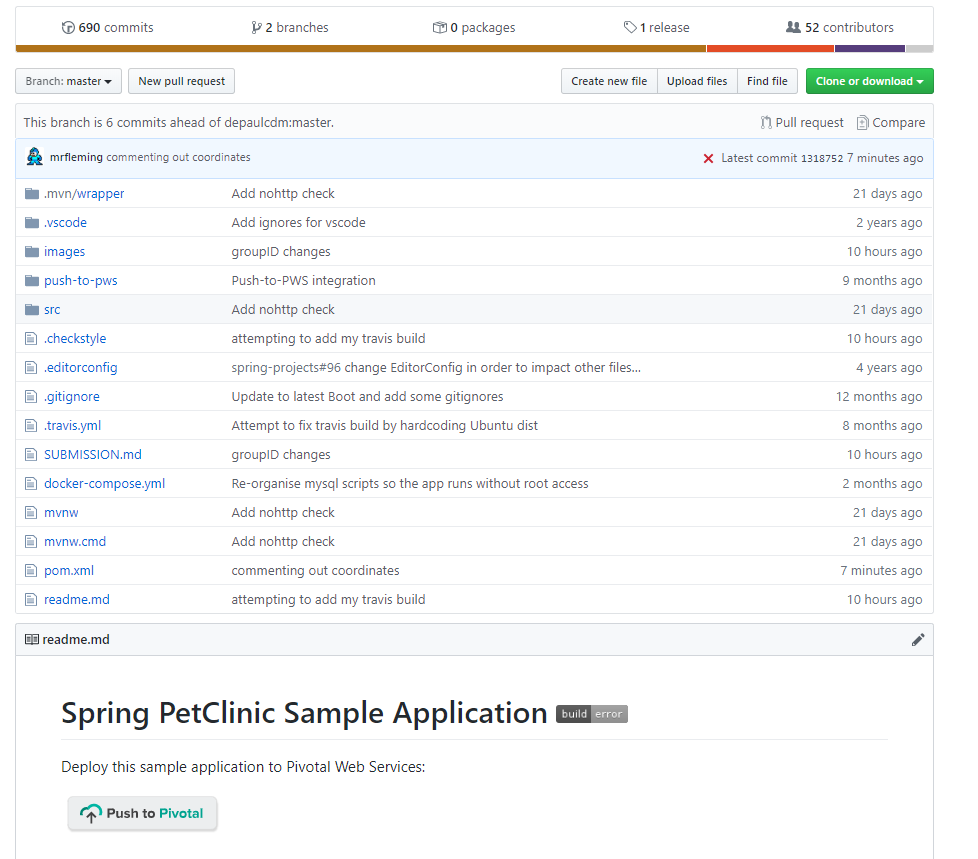 690 commits 2 branches 0 packages 1 release 52 contributors
Branch: master New pull request Create new file Upload files Find file Clone or download
This branch is 6 commits ahead of depaulcdm:master. Pull request Compare
mrfleming commenting out coordinates Latest commit 1318752 7 minutes ago
.mvn/wrapper Add nohttp check 21 days ago
.vscode Add ignores for vscode 2 years ago
images groupID changes 10 hours ago
push-to-pws Push-to-PWS integration 9 months ago
src Add nohttp check 21 days ago
.checkstyle attempting to add my travis build 10 hours ago
.editorconfig spring-projects#96 change EditorConfig in order to impact other files... 4 years ago
.gitignore Update to latest Boot and add some gitignores 12 months ago
.travis.yml Attempt to fix travis build by hardcoding Ubuntu dist 8 months ago
SUBMISSION.md groupID changes 10 hours ago
docker-compose.yml Re-organise mysql scripts so the app runs without root access 2 months ago
mvnw Add nohttp check 21 days ago
mvnw.cmd Add nohttp check 21 days ago
pom.xml commenting out coordinates 7 minutes ago
readme.md attempting to add my travis build 10 hours ago
readme.md
Spring PetClinic Sample Application build error
Deploy this sample application to Pivotal Web Services:
Push to Pivotal